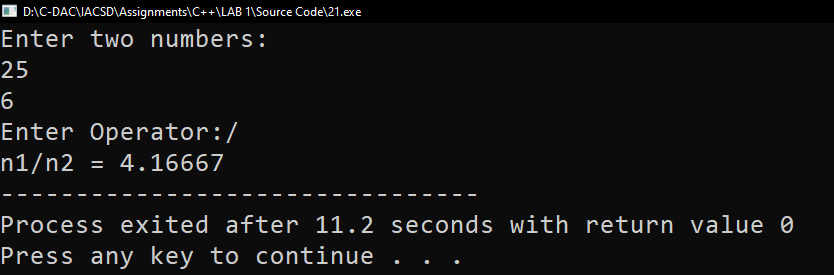 D:\C-DAC\IACSD\Assignments\C++\LAB 1\Source Code\21.exe
Enter two numbers:
25
6
Enter Operator:/
n1/n2 = 4.16667
--------------------------------
Process exited after 11.2 seconds with return value 0
Press any key to continue . . .